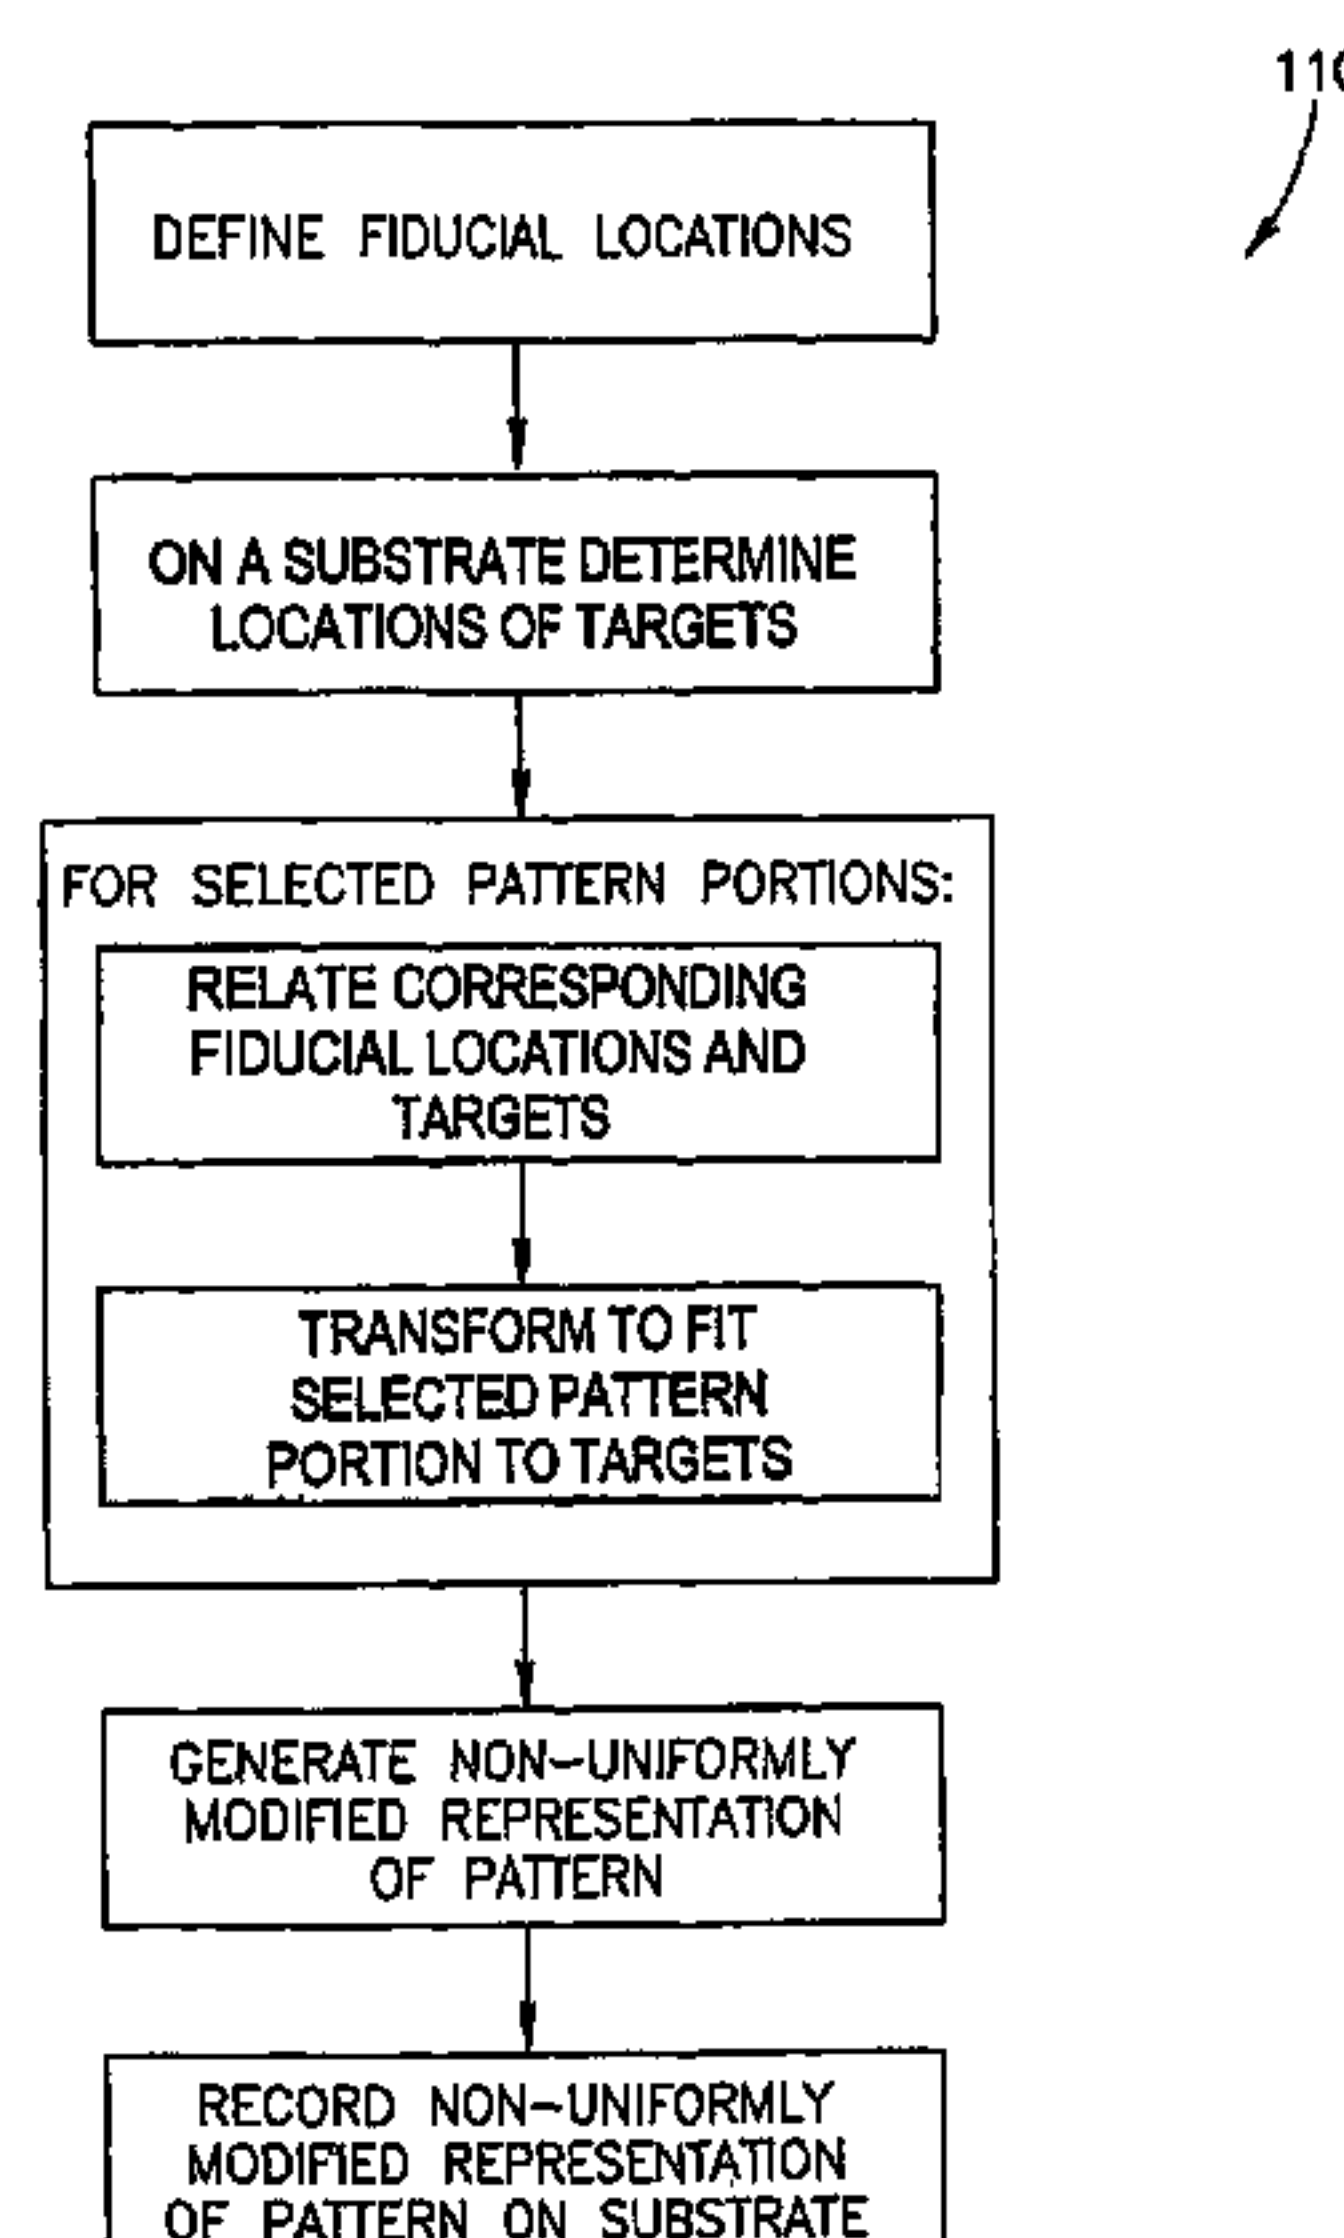 DEFINE FIDUCIAL LOCATIONS
ON A SUBSTRATE DETERMINE
LOCATIONS OF TARGETS
FOR SELECTED PATTERN PORTIONS:
RELATE CORRESPONDING
FIDUCIAL LOCATIONS AND
TARGETS
TRANSFORM TO FIT
SELECTED PATTERN
PORTION TO TARGETS
GENERATE NON-UNIFORMLY
MODIFIED REPRESENTATION
OF PATTERN
RECORD NON-UNIFORMLY
MODIFIED REPRESENTATION
OF PATTERN ON SUBSTRATE